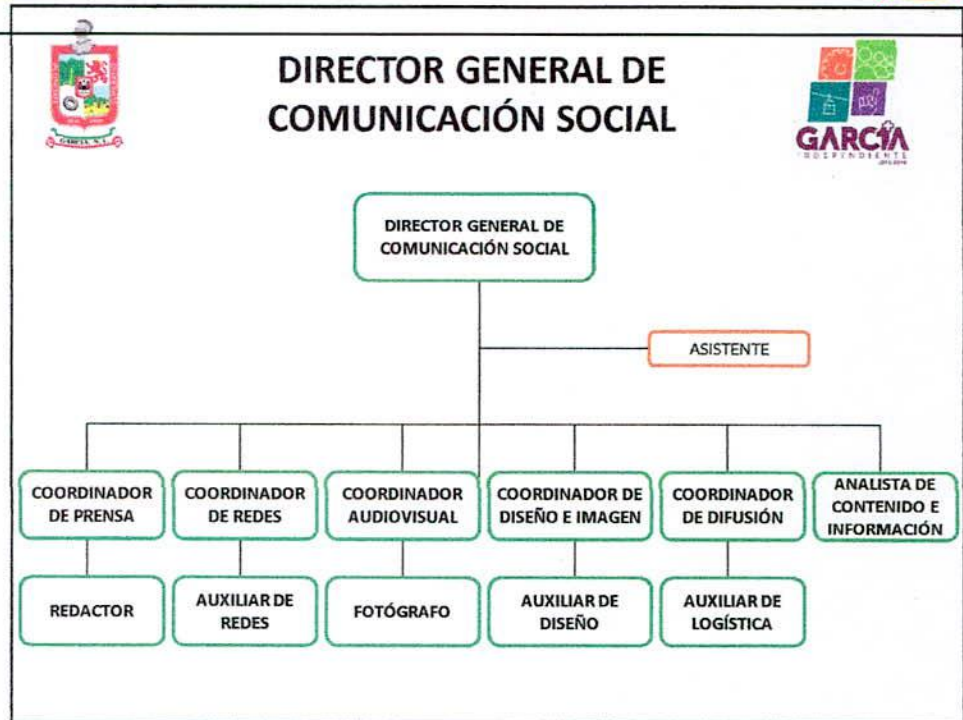 DIRECTOR GENERAL DE
COMUNICACIÓN SOCIAL
GARCÍA, N.L.
GARCÍA
INDEPENDIENTE
DIRECTOR GENERAL DE
COMUNICACIÓN SOCIAL
ASISTENTE
COORDINADOR
DE PRENSA
COORDINADOR
DE REDES
COORDINADOR
AUDIOVISUAL
COORDINADOR DE
DISEÑO E IMAGEN
COORDINADOR
DE DIFUSIÓN
ANALISTA DE
CONTENIDO E
INFORMACIÓN
REDACTOR
AUXILIAR DE
REDES
FOTÓGRAFO
AUXILIAR DE
DISEÑO
AUXILIAR DE
LOGÍSTICA